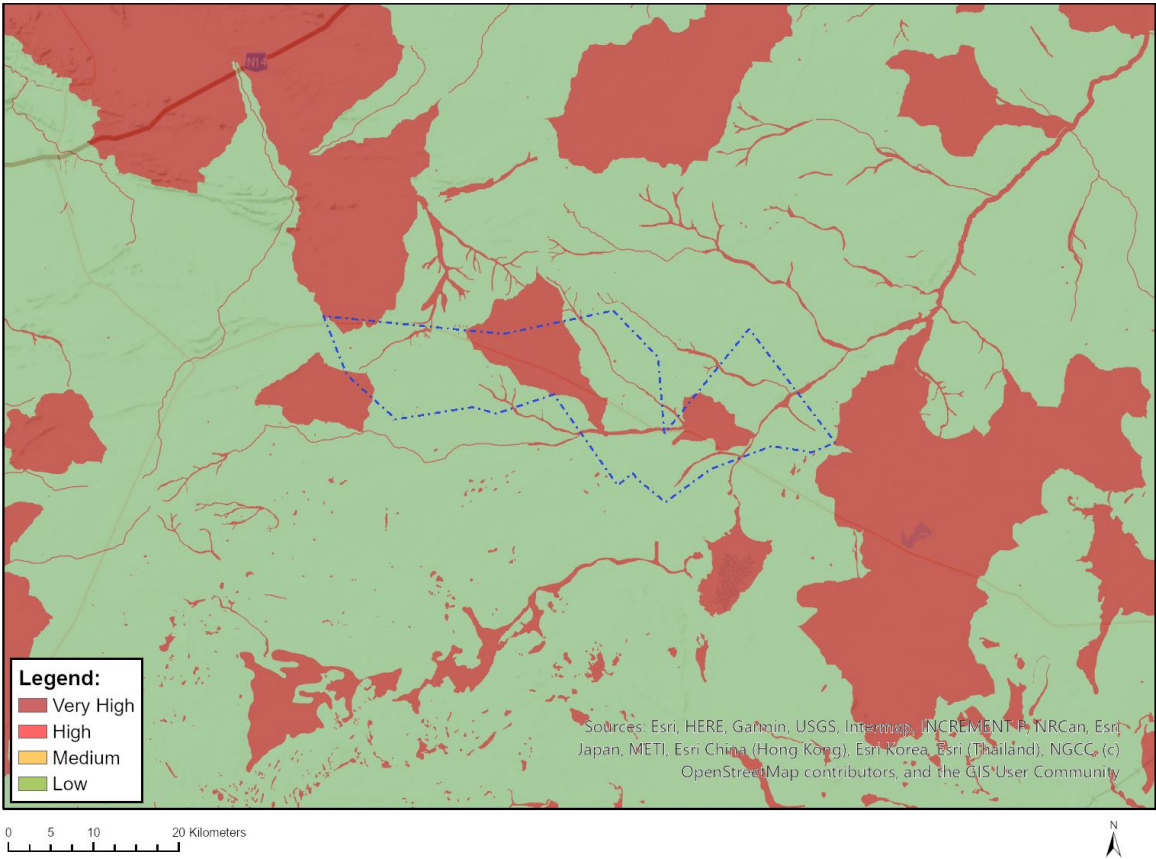 N14
Legend:
Very High
High
Medium
Low
Sources: Esri, HERE, Garmin, USGS, Intermap, INCREMENT P, NRCan, Esri
Japan, METI, Esri China (Hong Kong), Esri Korea, Esri (Thailand), NGCC, (c)
OpenStreetMap contributors, and the GIS User Community
0 5 10 20 Kilometers
N